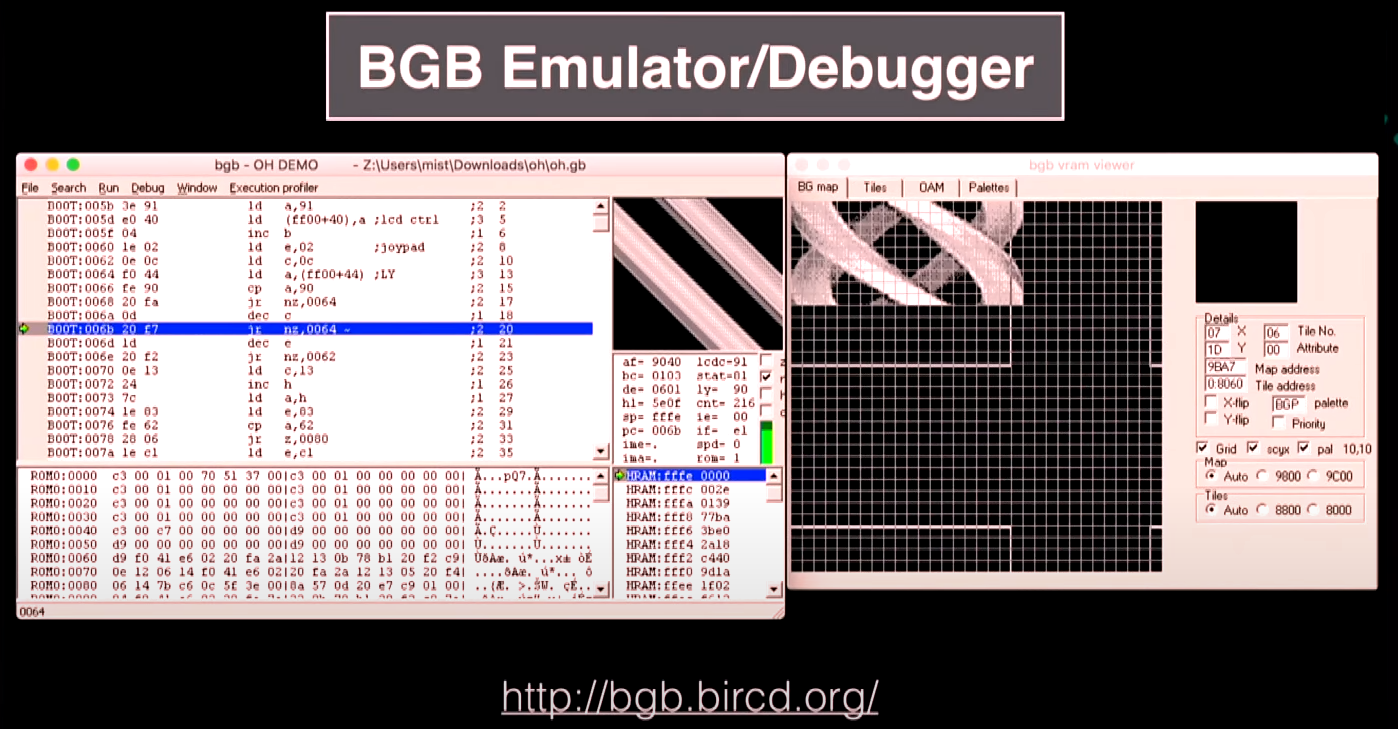 BGB Emulator/Debugger
bgb - OH DEMO - Z:\Users\mist\Downloads\oh\oh.gb
File Search Run Debug Window Execution profiler
BOOT:005b 3e 91 ld a,91 ;2 2
BOOT:005d e0 40 ld (ff00+40),a ;lcd ctrl ;3 5
BOOT:005f 04 inc b ;1 6
BOOT:0060 1e 02 ld e,02 ;joypad ;2 8
BOOT:0062 0e 0c ld c,0c ;2 10
BOOT:0064 f0 44 ld a,(ff00+44) ;LY ;3 13
BOOT:0066 fe 90 cp a,90 ;2 15
BOOT:0068 20 fa jr nz,0064 ;2 17
BOOT:006a 0d dec c ;1 18
BOOT:006b 20 f7 jr nz,0064 ~ ;2 20
BOOT:006d 1d dec e ;1 21
BOOT:006e 20 f2 jr nz,0062 ;2 23
BOOT:0070 0e 13 ld c,13 ;2 25
BOOT:0072 24 inc h ;1 26
BOOT:0073 7c ld a,h ;1 27
BOOT:0074 1e 83 ld e,83 ;2 29
BOOT:0076 fe 62 cp a,62 ;2 31
BOOT:0078 28 06 jr z,0080 ;2 33
BOOT:007a 1e c1 ld e,c1 ;2 35
af= 9040 lcdc=91
bc= 0103 stat=81
de= 0601 ly= 90
hl= 5e0f cnt= 216
sp= fffe ie= 00
pc= 006b if= e1
ime=. spd= 0
ima=. rom= 1
ROM0:0000 c3 00 01 00 70 51 37 00|c3 00 01 00 00 00 00 00| Ã...pQ7.Ã.......
ROM0:0010 c3 00 01 00 00 00 00 00|c3 00 01 00 00 00 00 00| Ã.......Ã.......
ROM0:0020 c3 00 01 00 00 00 00 00|c3 00 01 00 00 00 00 00| Ã.......Ã.......
ROM0:0030 c3 00 01 00 00 00 00 00|c3 00 01 00 00 00 00 00| Ã.......Ã.......
ROM0:0040 c3 00 c7 00 00 00 00 00|d9 00 00 00 00 00 00 00| Ã.Ç.....Ù.......
ROM0:0050 d9 00 00 00 00 00 00 00|d9 00 00 00 00 00 00 00| Ù.......Ù.......
ROM0:0060 d9 f0 41 e6 02 20 fa 2a|12 13 0b 78 b1 20 f2 c9| ÙðAæ. ú*...x± òÉ
ROM0:0070 0e 12 06 14 f0 41 e6 02|20 fa 2a 12 13 05 20 f4| ....ðAæ. ú*... ô
ROM0:0080 06 14 7b c6 0c 5f 3e 00|8a 57 0d 20 e7 c9 01 00| ..{Æ._>.ŠW. çÉ..
HRAM:fffe 0000
HRAM:fffc 002e
HRAM:fffa 0139
HRAM:fff8 77ba
HRAM:fff6 3be0
HRAM:fff4 2a18
HRAM:fff2 c440
HRAM:fff0 9d1a
HRAM:ffee 1f02
0064
bgb vram viewer
BG map Tiles OAM Palettes
Details
07 X 06 Tile No.
1D Y 00 Attribute
9BA7 Map address
0:8060 Tile address
X-flip BGP palette
Y-flip Priority
Grid scyx pal 10,10
Map
Auto 9800 9C00
Tiles
Auto 8800 8000
http://bgb.bircd.org/